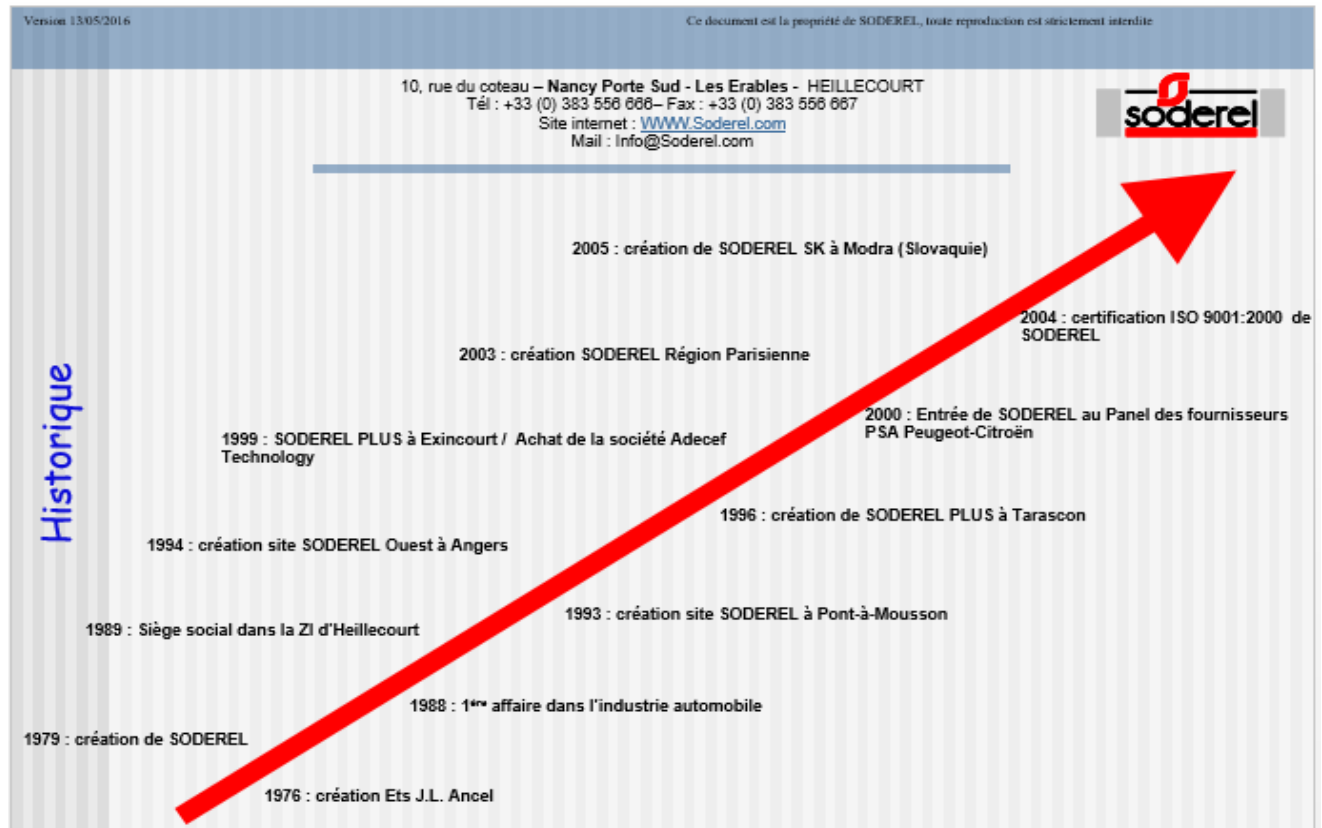 Version 13/05/2016
Ce document est la propriété de SODEREL, toute reproduction est strictement interdite
10, rue du coteau – Nancy Porte Sud - Les Erables - HEILLECOURT
Tél : +33 (0) 383 556 666– Fax : +33 (0) 383 556 667
Site internet : WWW.Soderel.com
Mail : Info@Soderel.com
soderel
2005 : création de SODEREL SK à Modra (Slovaquie)
2004 : certification ISO 9001:2000 de
SODEREL
2003 : création SODEREL Région Parisienne
Historique
2000 : Entrée de SODEREL au Panel des fournisseurs
PSA Peugeot-Citroën
1999 : SODEREL PLUS à Exincourt / Achat de la société Adecef
Technology
1996 : création de SODEREL PLUS à Tarascon
1994 : création site SODEREL Ouest à Angers
1993 : création site SODEREL à Pont-à-Mousson
1989 : Siège social dans la ZI d'Heillecourt
1988 : 1ère affaire dans l'industrie automobile
1979 : création de SODEREL
1976 : création Ets J.L. Ancel